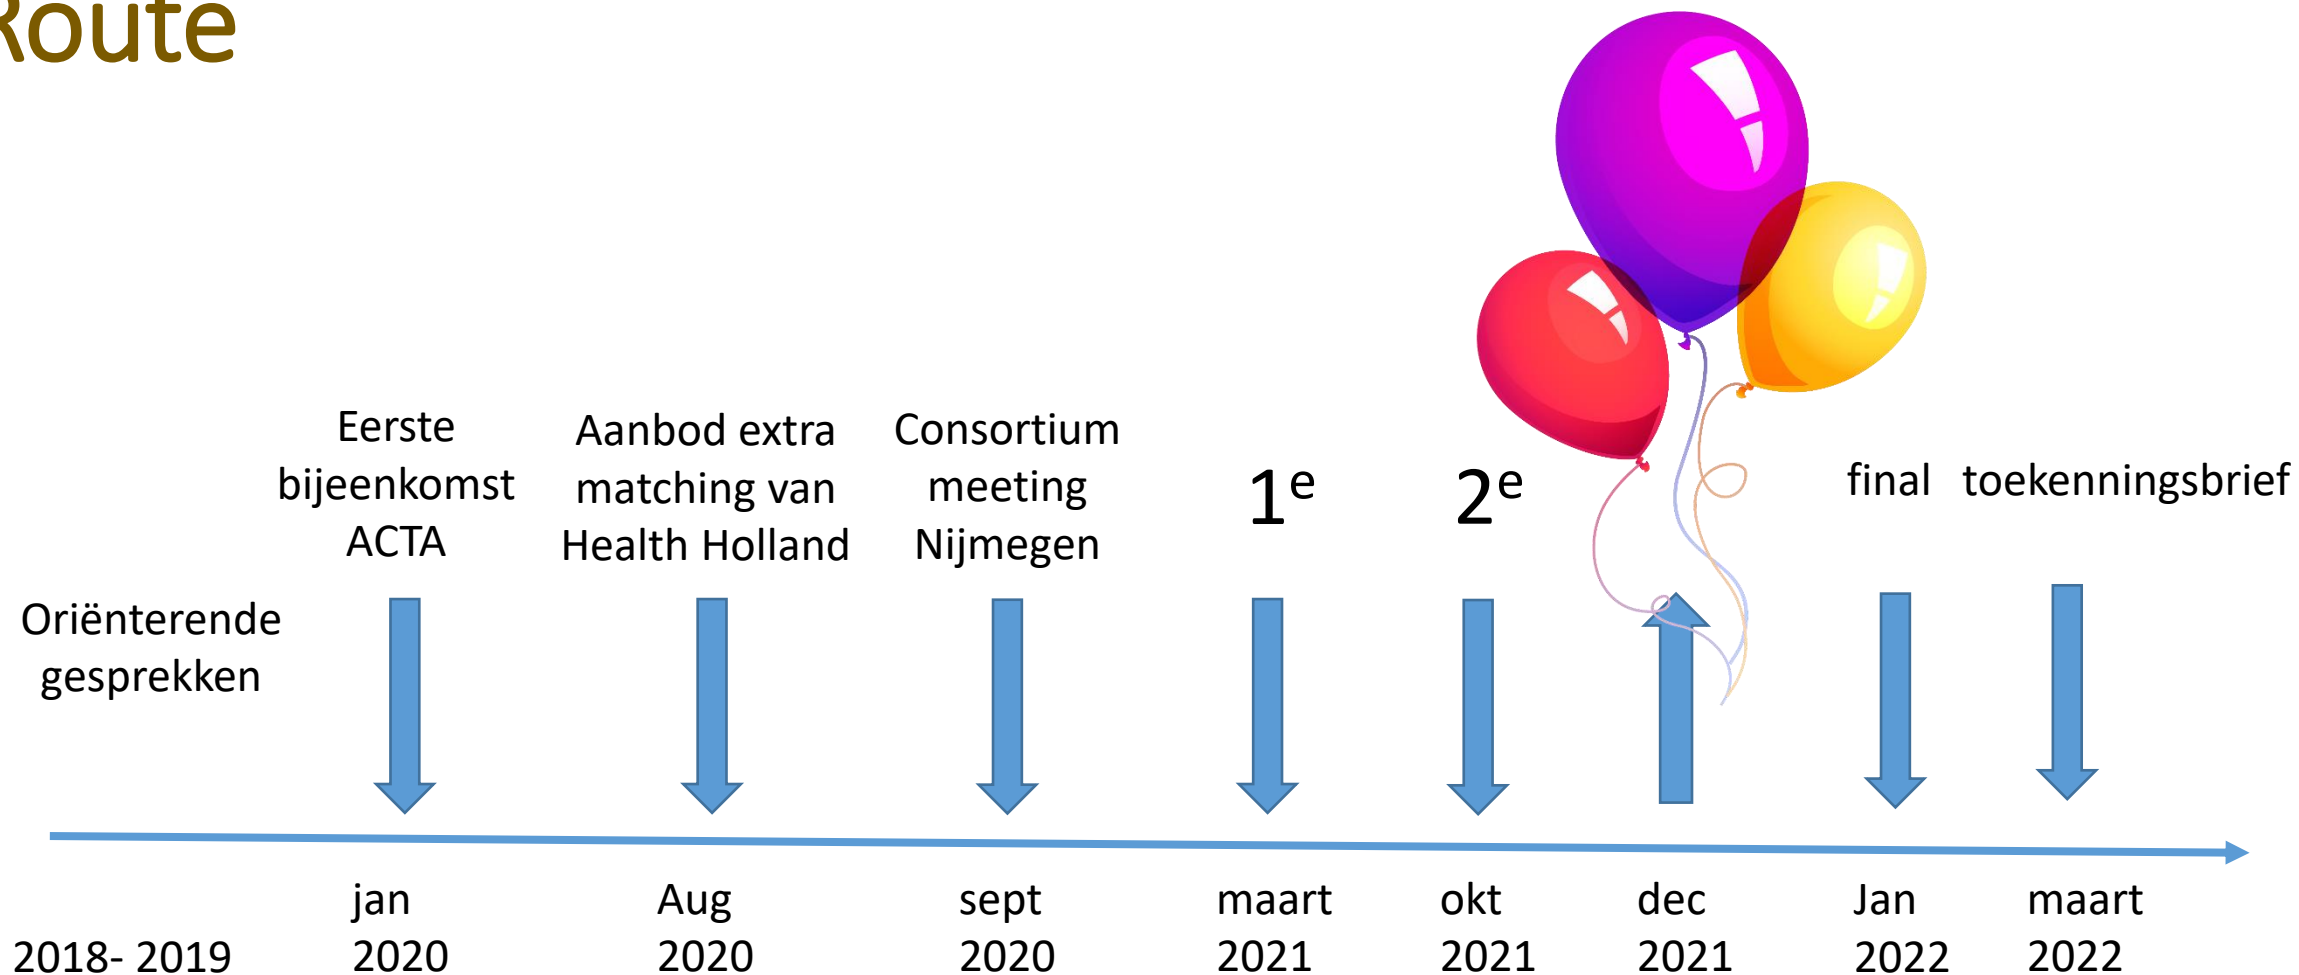 Route
Eerste
bijeenkomst
ACTA
Aanbod extra
matching van
Health Holland
Consortium
meeting
Nijmegen
1e
2e
final
toekenningsbrief
Oriënterende
gesprekken
2018- 2019
jan
2020
Aug
2020
sept
2020
maart
2021
okt
2021
dec
2021
Jan
2022
maart
2022